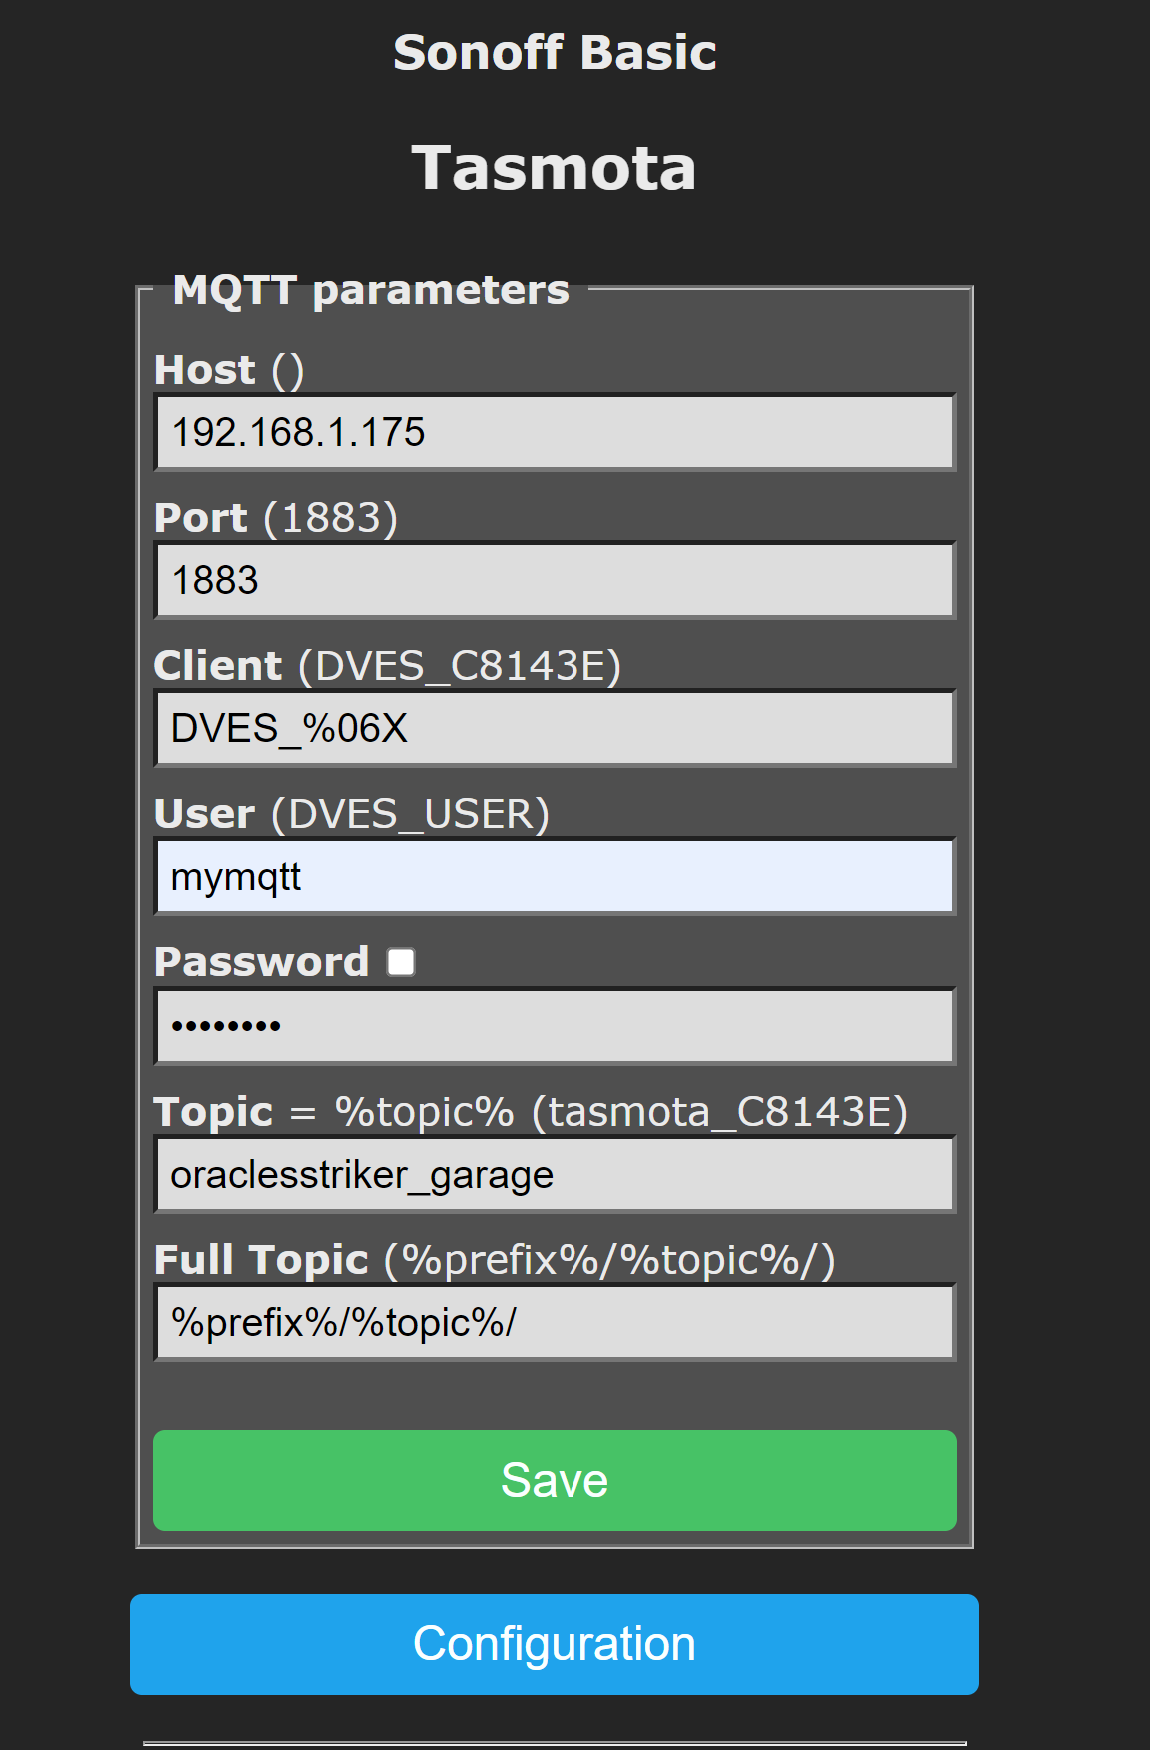 Sonoff Basic
Tasmota
MQTT parameters
Host ()
192.168.1.175
Port (1883)
1883
Client (DVES_C8143E)
DVES_%06X
User (DVES_USER)
mymqtt
Password
••••••••
Topic = %topic% (tasmota_C8143E)
oraclesstriker_garage
Full Topic (%prefix%/%topic%/)
%prefix%/%topic%/
Save
Configuration